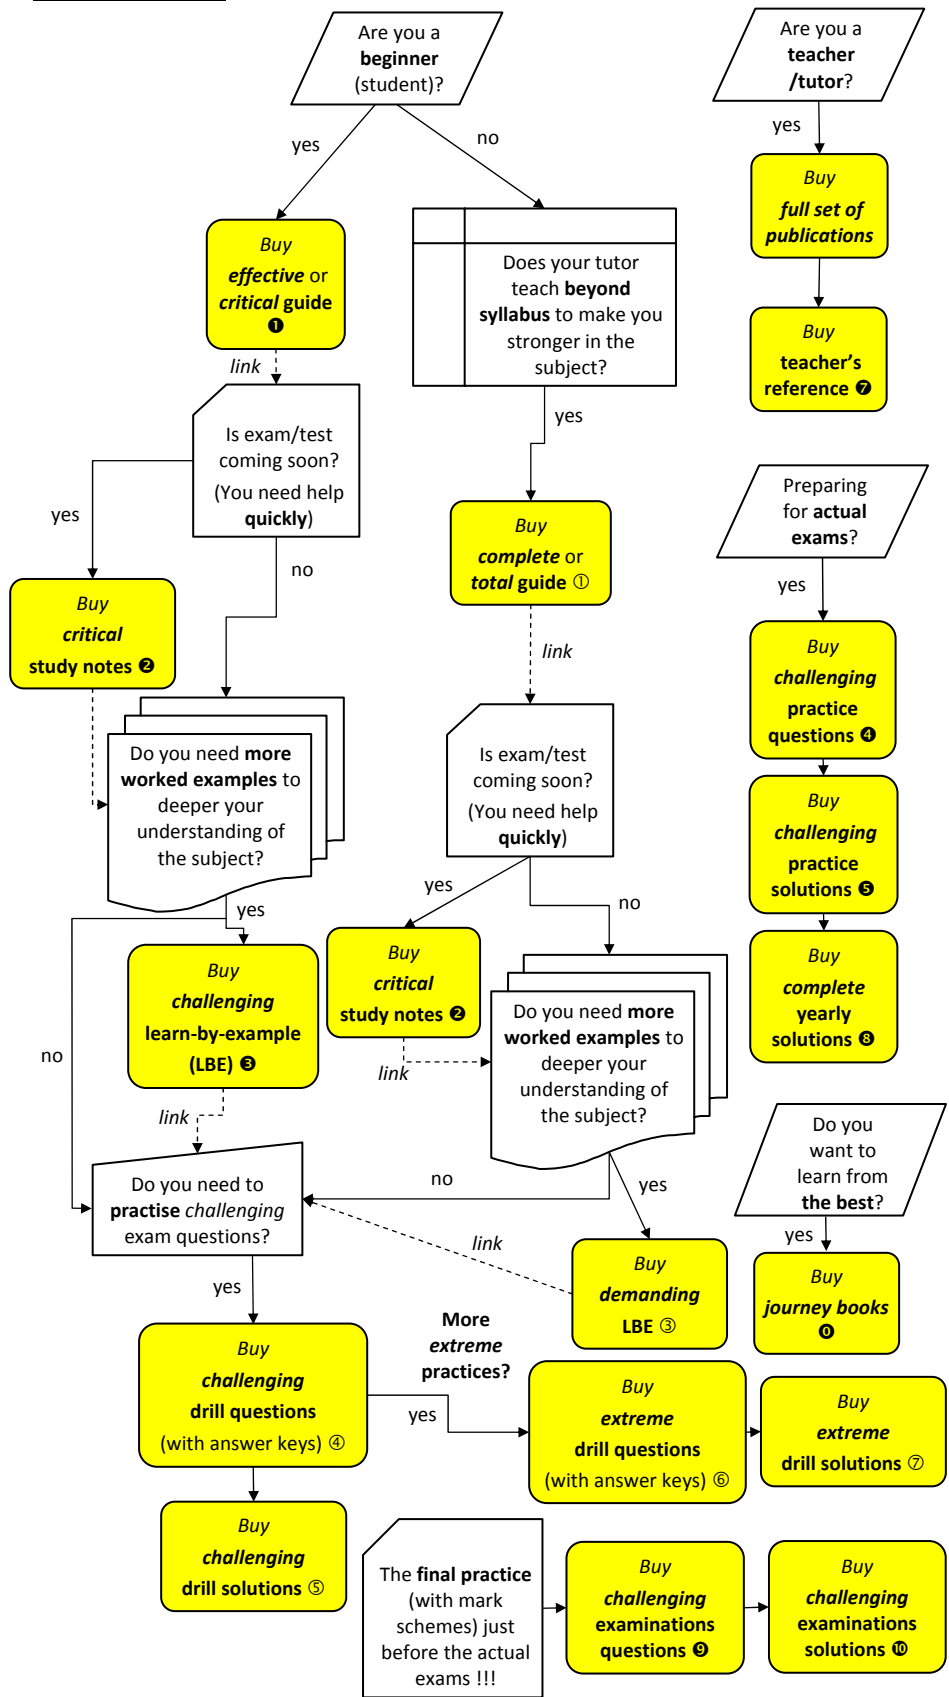 Are you a
beginner
(student)?
yes
no
Buy
effective or
critical guide
❶
link
Does your tutor
teach beyond
syllabus to make you
stronger in the
subject?
yes
Is exam/test
coming soon?
(You need help
quickly)
yes
no
Buy
critical
study notes ❷
Buy
complete or
total guide ①
link
Do you need more
worked examples to
deeper your
understanding of
the subject?
yes
no
Buy
challenging
learn-by-example
(LBE) ❸
link
Is exam/test
coming soon?
(You need help
quickly)
yes
no
Buy
critical
study notes ❷
link
Do you need more
worked examples to
deeper your
understanding of
the subject?
no
yes
Buy
demanding
LBE ③
link
Do you need to
practise challenging
exam questions?
yes
Buy
challenging
drill questions
(with answer keys) ④
More
extreme
practices?
yes
Buy
extreme
drill questions
(with answer keys) ⑥
Buy
extreme
drill solutions ⑦
Buy
challenging
drill solutions ⑤
The final practice
(with mark
schemes) just
before the actual
exams !!!
Buy
challenging
examinations
questions ❾
Buy
challenging
examinations
solutions ❿
Are you a
teacher
/tutor?
yes
Buy
full set of
publications
Buy
teacher’s
reference ❼
Preparing
for actual
exams?
yes
Buy
challenging
practice
questions ❹
Buy
challenging
practice
solutions ❺
Buy
complete
yearly
solutions ❽
Do you
want to
learn from
the best?
yes
Buy
journey books
⓿